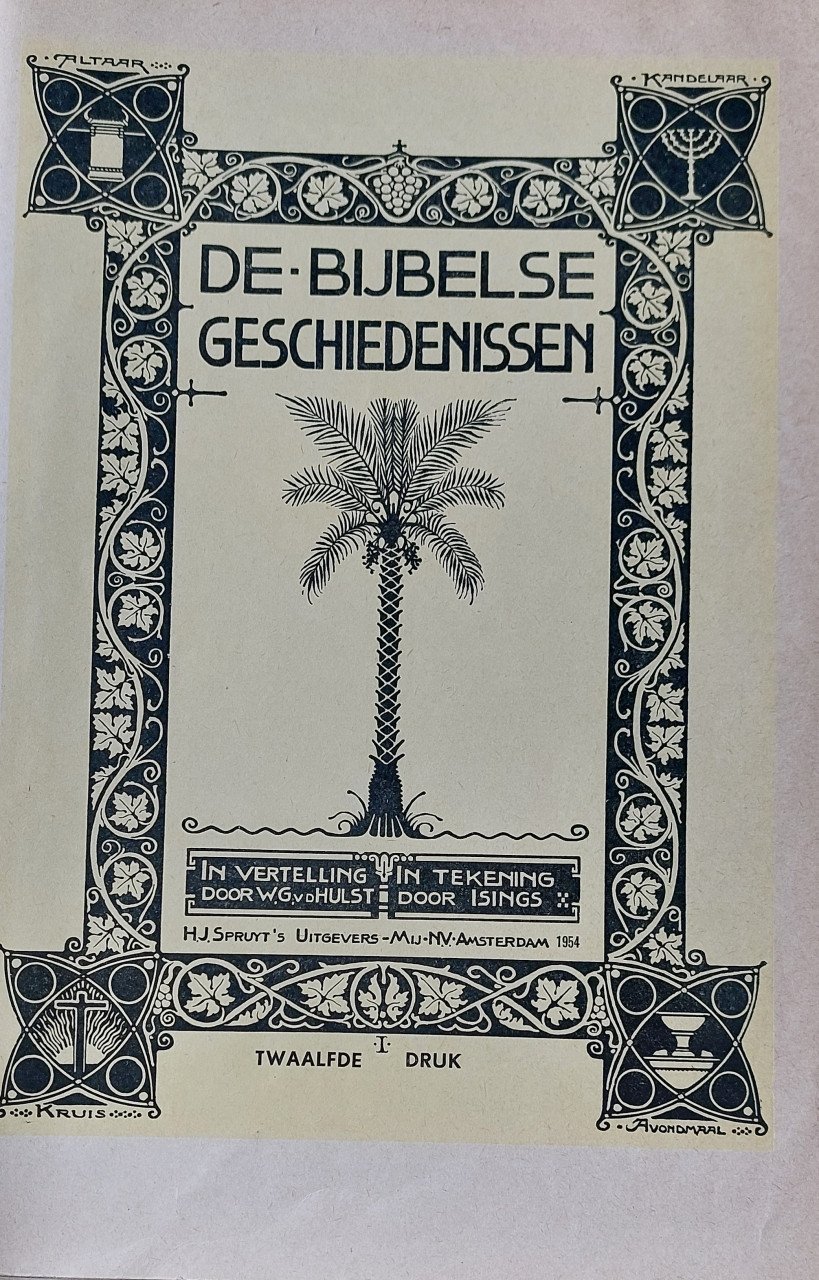 ·ALTAAR·
·KANDELAAR·
DE·BIJBELSE
GESCHIEDENISSEN
IN VERTELLING
DOOR W.G.V.D HULST
IN TEKENING
DOOR ISINGS
H.J. SPRUYT'S UITGEVERS-MIJ·N.V.·AMSTERDAM 1954
·I·
TWAALFDE DRUK
KRUIS
·AVONDMAAL